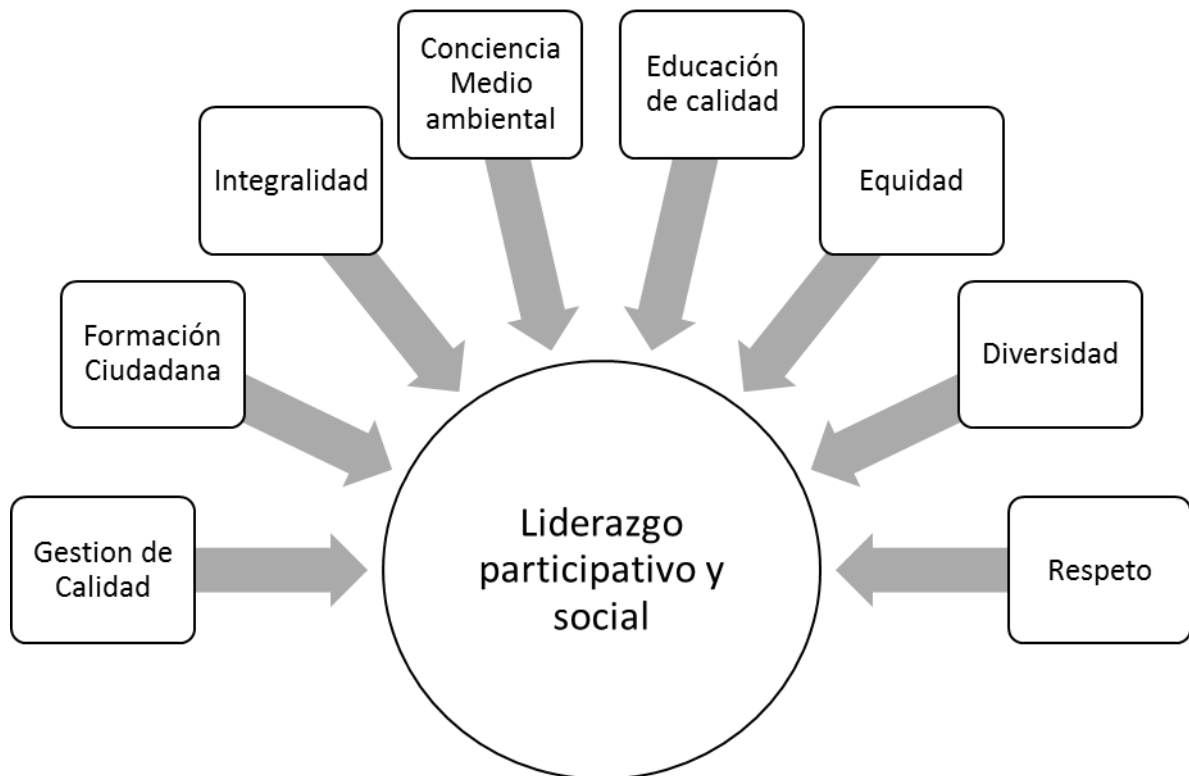 Conciencia
Medio
ambiental
Educación
de calidad
Integralidad
Equidad
Formación
Ciudadana
Diversidad
Gestion de
Calidad
Liderazgo
participativo y
social
Respeto